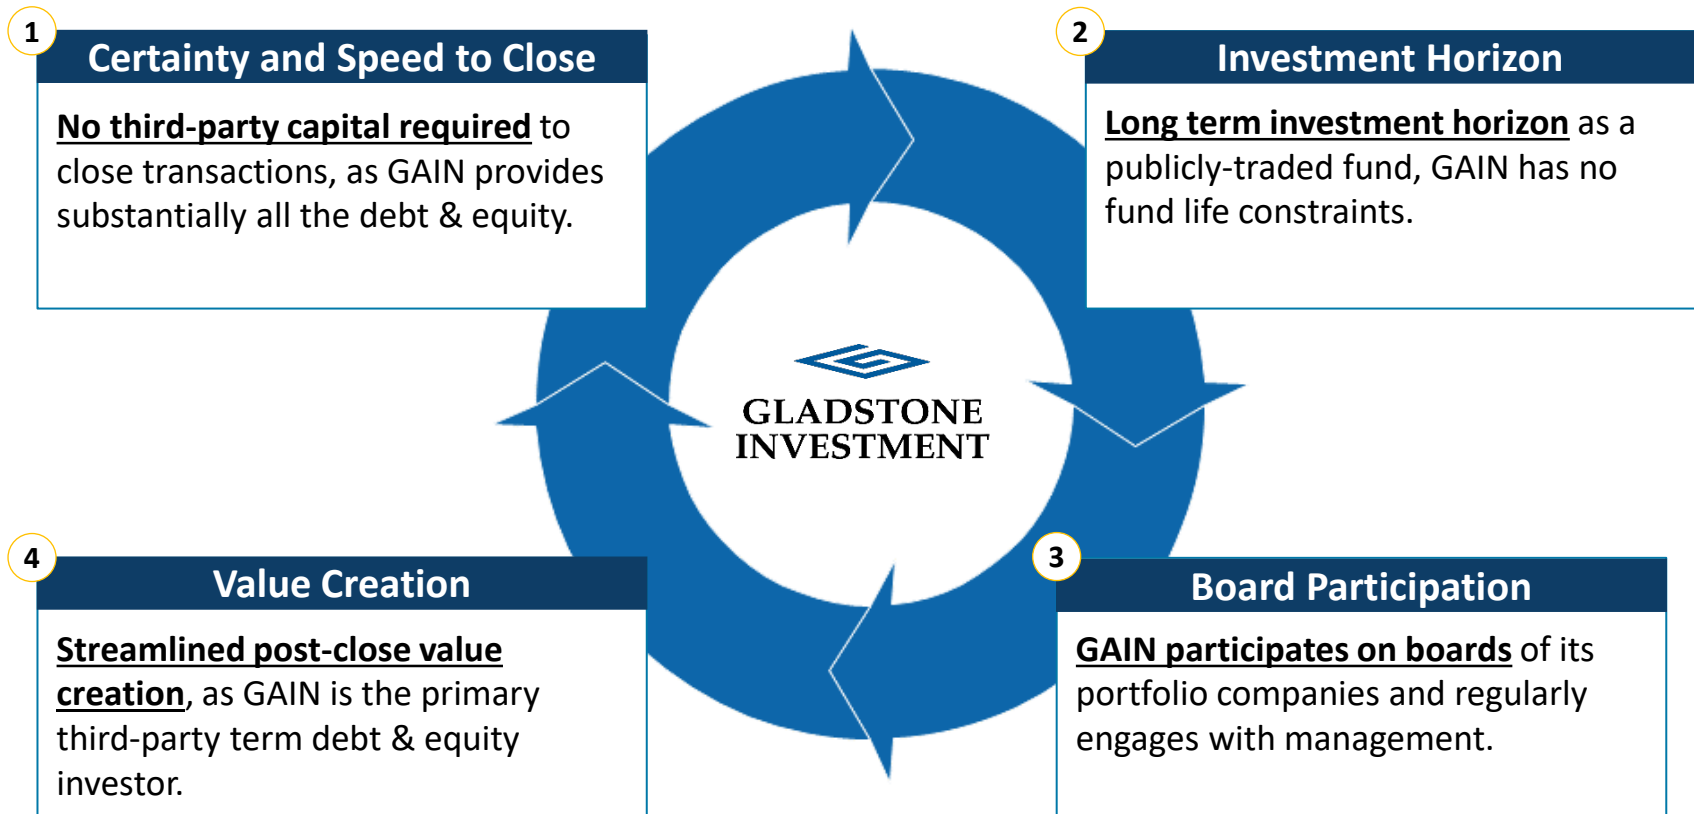 1
Certainty and Speed to Close
No third-party capital required to
close transactions, as GAIN provides
substantially all the debt & equity.
2
Investment Horizon
Long term investment horizon as a
publicly-traded fund, GAIN has no
fund life constraints.
GLADSTONE
INVESTMENT
4
Value Creation
Streamlined post-close value
creation, as GAIN is the primary
third-party term debt & equity
investor.
3
Board Participation
GAIN participates on boards of its
portfolio companies and regularly
engages with management.